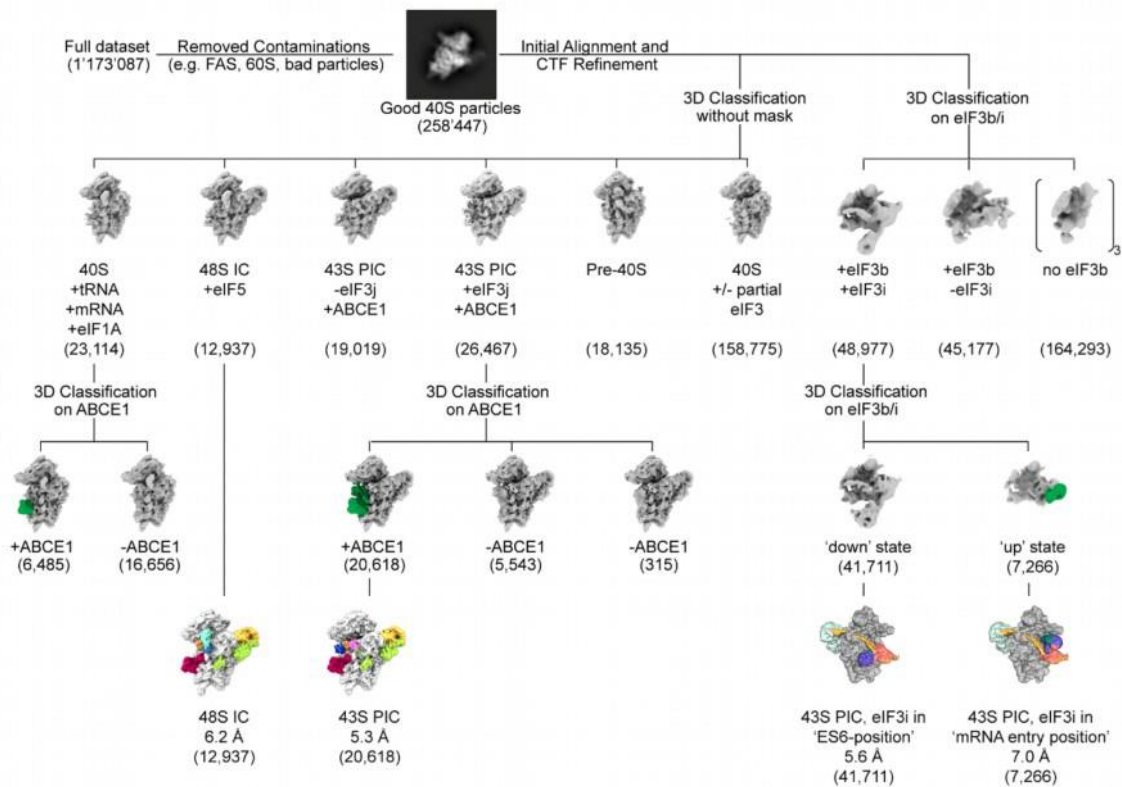 Full dataset
(1'173'087)
Removed Contaminations
(e.g. FAS, 60S, bad particles)
Good 40S particles
(258'447)
Initial Alignment and
CTF Refinement
3D Classification
without mask
3D Classification
on eIF3b/i
40S
+tRNA
+mRNA
+eIF1A
(23,114)
48S IC
+eIF5
(12,937)
43S PIC
-eIF3j
+ABCE1
(19,019)
43S PIC
+eIF3j
+ABCE1
(26,467)
Pre-40S
(18,135)
40S
+/- partial
eIF3
(158,775)
+eIF3b
+eIF3i
(48,977)
+eIF3b
-eIF3i
(45,177)
3
no eIF3b
(164,293)
3D Classification
on ABCE1
3D Classification
on ABCE1
3D Classification
on eIF3b/i
+ABCE1
(6,485)
-ABCE1
(16,656)
+ABCE1
(20,618)
-ABCE1
(5,543)
-ABCE1
(315)
'down' state
(41,711)
'up' state
(7,266)
48S IC
6.2 Å
(12,937)
43S PIC
5.3 Å
(20,618)
43S PIC, eIF3i in
'ES6-position'
5.6 Å
(41,711)
43S PIC, eIF3i in
'mRNA entry position'
7.0 Å
(7,266)